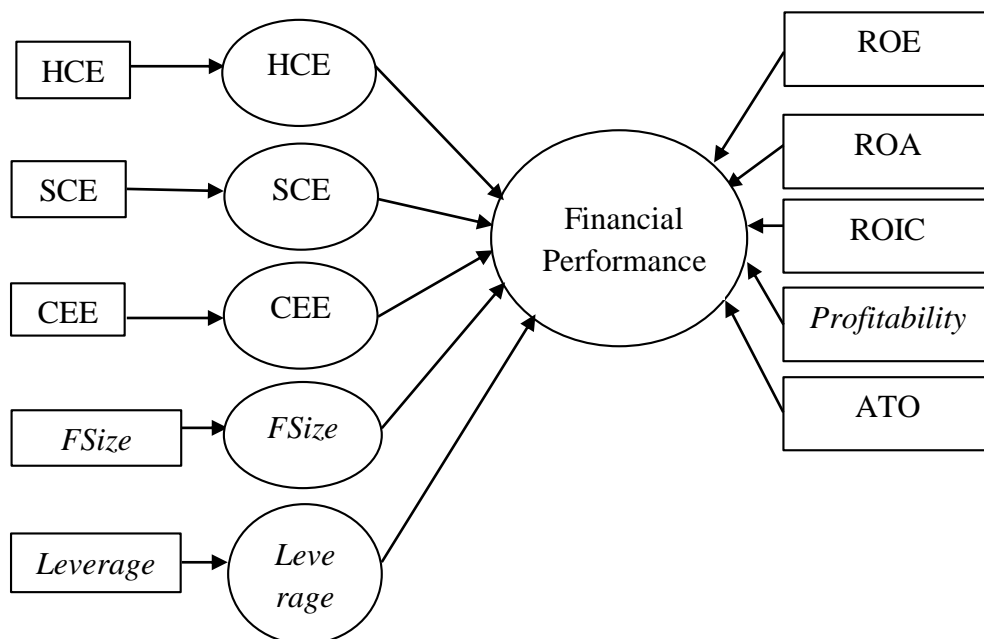 HCE
HCE
SCE
SCE
CEE
CEE
FSize
FSize
Leverage
Leve
rage
Financial
Performance
ROE
ROA
ROIC
Profitability
ATO